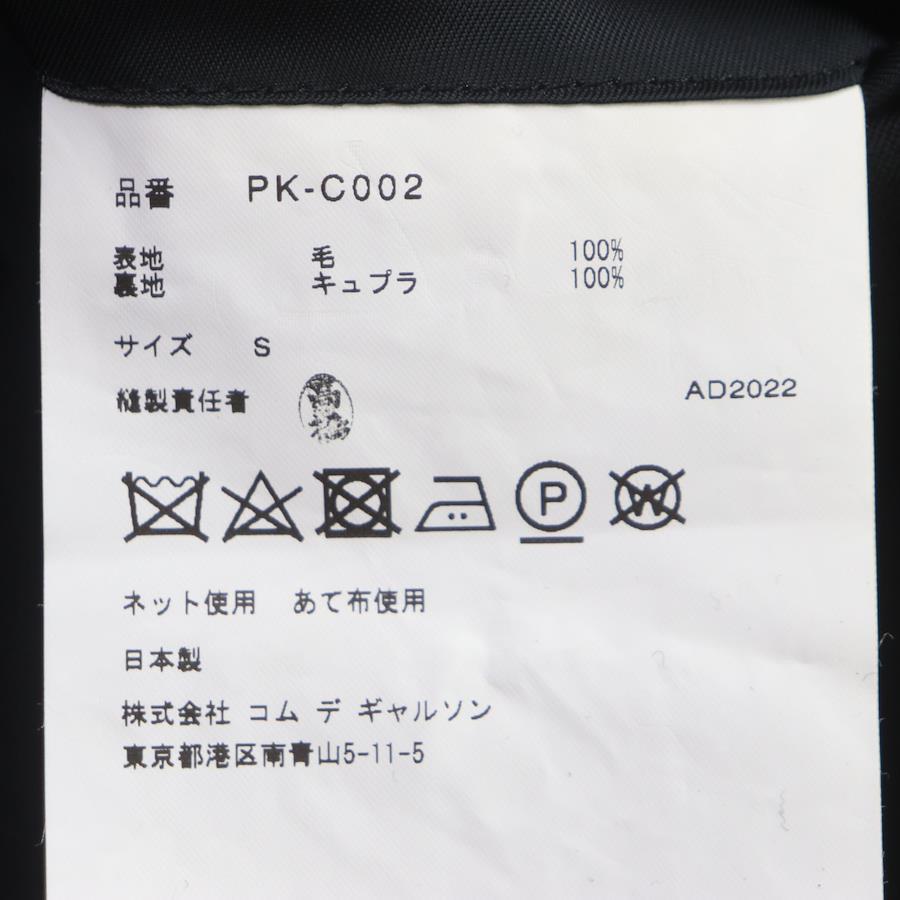 品番 PK-C002
表地 毛 100%
裏地 キュプラ 100%
サイズ S
縫製責任者
AD2022
P W
ネット使用 あて布使用
日本製
株式会社 コム デ ギャルソン
東京都港区南青山5-11-5